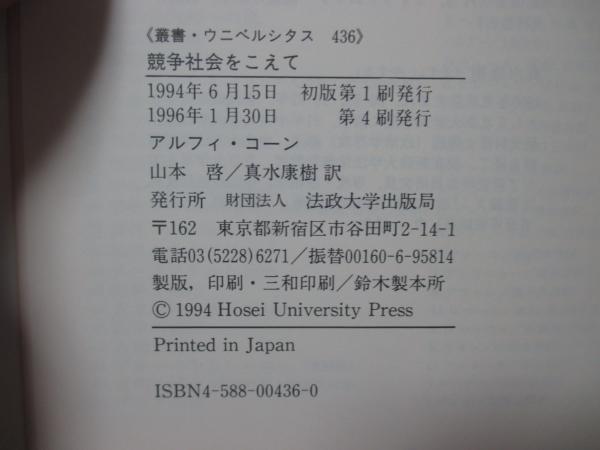 《叢書・ウニベルシタス 436》
競争社会をこえて
1994年6月15日 初版第1刷発行
1996年1月30日 第4刷発行
アルフィ・コーン
山本 啓／真水康樹 訳
発行所 財団法人 法政大学出版局
〒162 東京都新宿区市谷田町2-14-1
電話03(5228)6271／振替00160-6-95814
製版，印刷・三和印刷／鈴木製本所
© 1994 Hosei University Press
Printed in Japan
ISBN4-588-00436-0